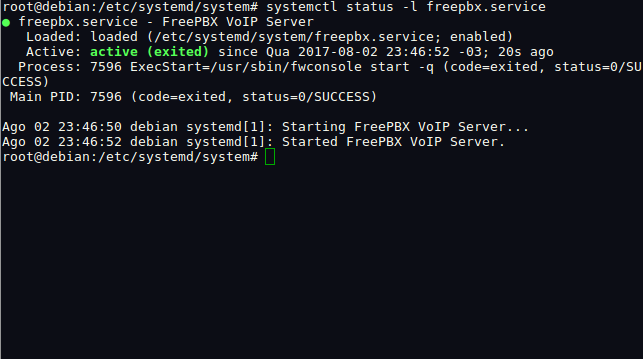 root@debian:/etc/systemd/system# systemctl status -l freepbx.service
● freepbx.service - FreePBX VoIP Server
   Loaded: loaded (/etc/systemd/system/freepbx.service; enabled)
   Active: active (exited) since Qua 2017-08-02 23:46:52 -03; 20s ago
  Process: 7596 ExecStart=/usr/sbin/fwconsole start -q (code=exited, status=0/SU
CCESS)
 Main PID: 7596 (code=exited, status=0/SUCCESS)

Ago 02 23:46:50 debian systemd[1]: Starting FreePBX VoIP Server...
Ago 02 23:46:52 debian systemd[1]: Started FreePBX VoIP Server.
root@debian:/etc/systemd/system#